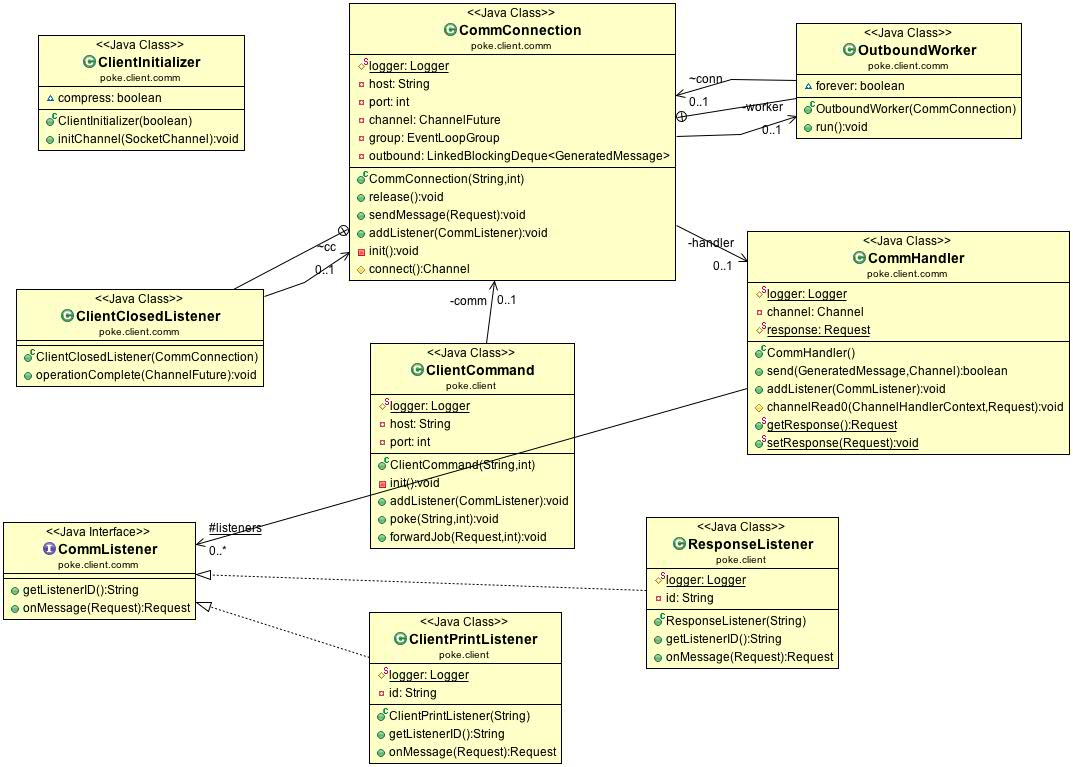 <<Java Class>>
ClientInitializer
poke.client.comm
compress: boolean
ClientInitializer(boolean)
initChannel(SocketChannel):void
<<Java Class>>
CommConnection
poke.client.comm
logger: Logger
host: String
port: int
channel: ChannelFuture
group: EventLoopGroup
outbound: LinkedBlockingDeque<GeneratedMessage>
CommConnection(String,int)
release():void
sendMessage(Request):void
addListener(CommListener):void
init():void
connect():Channel
<<Java Class>>
OutboundWorker
poke.client.comm
forever: boolean
OutboundWorker(CommConnection)
run():void
~conn
0..1
-worker
0..1
~cc
0..1
-handler
0..1
-comm
0..1
<<Java Class>>
ClientClosedListener
poke.client.comm
ClientClosedListener(CommConnection)
operationComplete(ChannelFuture):void
<<Java Class>>
CommHandler
poke.client.comm
logger: Logger
channel: Channel
response: Request
CommHandler()
send(GeneratedMessage,Channel):boolean
addListener(CommListener):void
channelRead0(ChannelHandlerContext,Request):void
getResponse():Request
setResponse(Request):void
<<Java Class>>
ClientCommand
poke.client
logger: Logger
host: String
port: int
ClientCommand(String,int)
init():void
addListener(CommListener):void
poke(String,int):void
forwardJob(Request,int):void
#listeners
0..*
<<Java Interface>>
CommListener
poke.client.comm
getListenerID():String
onMessage(Request):Request
<<Java Class>>
ResponseListener
poke.client
logger: Logger
id: String
ResponseListener(String)
getListenerID():String
onMessage(Request):Request
<<Java Class>>
ClientPrintListener
poke.client
logger: Logger
id: String
ClientPrintListener(String)
getListenerID():String
onMessage(Request):Request